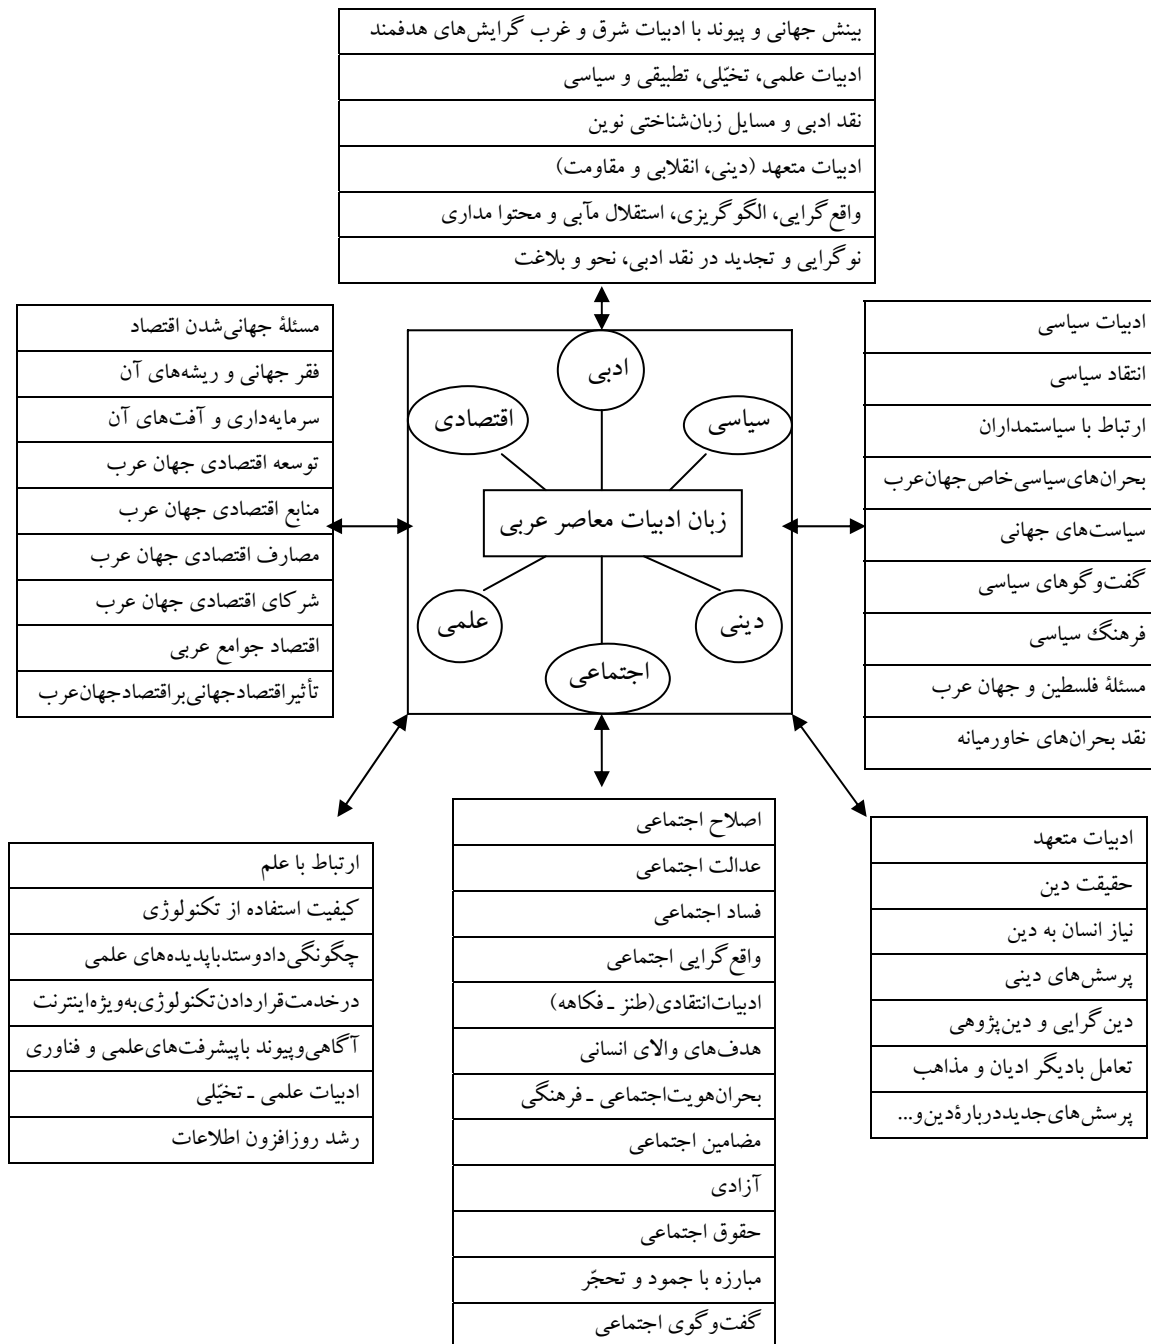 بینش جهانی و پیوند با ادبیات شرق و غرب گرایش‌های هدفمند
ادبیات علمی، تخیّلی، تطبیقی و سیاسی
نقد ادبی و مسایل زبان‌شناختی نوین
ادبیات متعهد (دینی، انقلابی و مقاومت)
واقع‌گرایی، الگوگریزی، استقلال مآبی و محتوا مداری
نوگرایی و تجدید در نقد ادبی، نحو و بلاغت
ادبیات سیاسی
انتقاد سیاسی
ارتباط با سیاستمداران
بحران‌های‌سیاسی‌خاص‌جهان‌عرب
سیاست‌های جهانی
گفت‌وگوهای سیاسی
فرهنگ سیاسی
مسئلۀ فلسطین و جهان عرب
نقد بحران‌های خاورمیانه
ادبی
سیاسی
اقتصادی
زبان ادبیات معاصر عربی
دینی
علمی
اجتماعی
مسئلۀ جهانی‌شدن اقتصاد
فقر جهانی و ریشه‌های آن
سرمایه‌داری و آفت‌های آن
توسعه اقتصادی جهان عرب
منابع اقتصادی جهان عرب
مصارف اقتصادی جهان عرب
شرکای اقتصادی جهان عرب
اقتصاد جوامع عربی
تأثیراقتصادجهانی‌براقتصادجهان‌عرب
ادبیات متعهد
حقیقت دین
نیاز انسان به دین
پرسش‌های دینی
دین‌گرایی و دین‌پژوهی
تعامل بادیگر ادیان و مذاهب
پرسش‌های‌جدیددربارۀدین‌و...
اصلاح اجتماعی
عدالت اجتماعی
فساد اجتماعی
واقع‌گرایی اجتماعی
ادبیات‌انتقادی(طنز ـ فکاهه)
هدف‌های والای انسانی
بحران‌هویت‌اجتماعی ـ فرهنگی
مضامین اجتماعی
آزادی
حقوق اجتماعی
مبارزه با جمود و تحجّر
گفت‌وگوی اجتماعی
ارتباط با علم
کیفیت استفاده از تکنولوژی
چگونگی‌دادوستدباپدیده‌های علمی
درخدمت‌قراردادن‌تکنولوژی‌به‌ویژه‌اینترنت
آگاهی‌وپیوند باپیشرفت‌های‌علمی و فناوری
ادبیات علمی ـ تخیّلی
رشد روزافزون اطلاعات